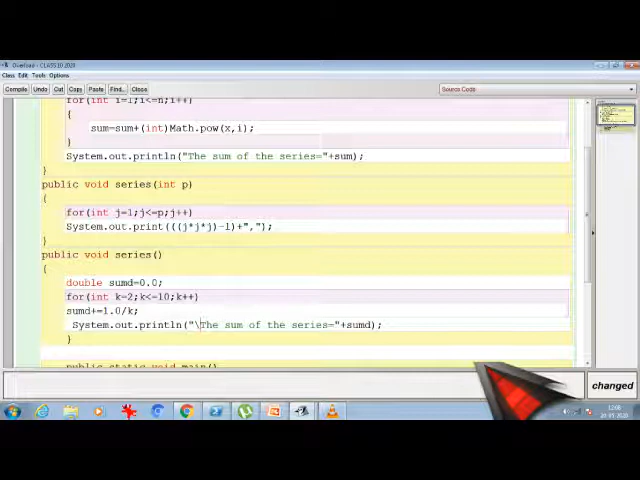 Overload - CLASS 10 2020
Class Edit Tools Options
Compile Undo Cut Copy Paste Find... Close Source Code
for(int i=1;i<=n;i++)
{
sum=sum+(int)Math.pow(x,i);
}
System.out.println("The sum of the series="+sum);
}
public void series(int p)
{
for(int j=1;j<=p;j++)
System.out.print(((j*j*j)-1)+",");
}
public void series()
{
double sumd=0.0;
for(int k=2;k<=10;k++)
sumd+=1.0/k;
System.out.println("\The sum of the series="+sumd);
}
public static void main()
changed